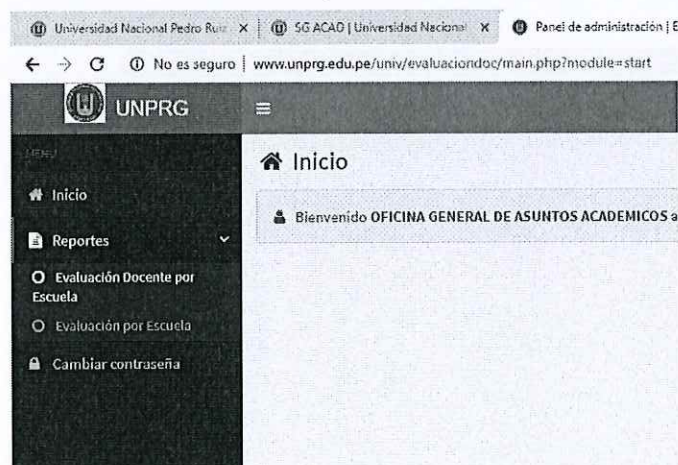 Universidad Nacional Pedro Ruiz
SG ACAD | Universidad Nacional
Panel de administración | E
No es seguro | www.unprg.edu.pe/univ/evaluaciondoc/main.php?module=start
UNPRG
MENU
Inicio
Inicio
Bienvenido OFICINA GENERAL DE ASUNTOS ACADEMICOS a
Reportes
Evaluación Docente por
Escuela
Evaluación por Escuela
Cambiar contraseña